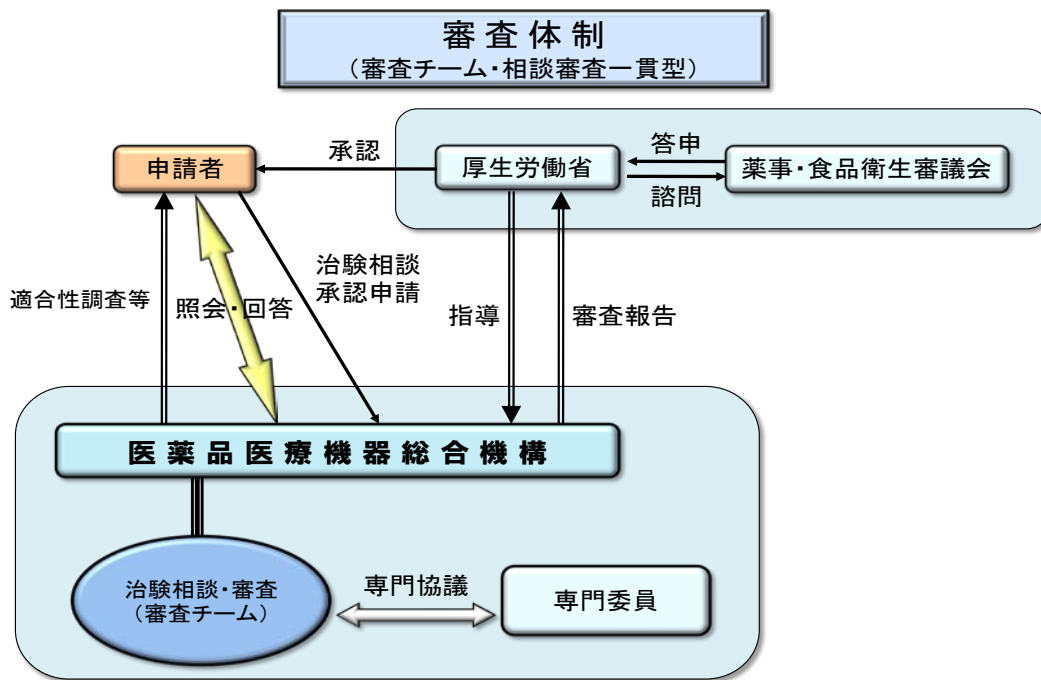 審査体制
（審査チーム・相談審査一貫型）
申請者
承認
厚生労働省
答申
諮問
薬事・食品衛生審議会
適合性調査等
照会・回答
治験相談
承認申請
指導
審査報告
医薬品医療機器総合機構
治験相談・審査
（審査チーム）
専門協議
専門委員